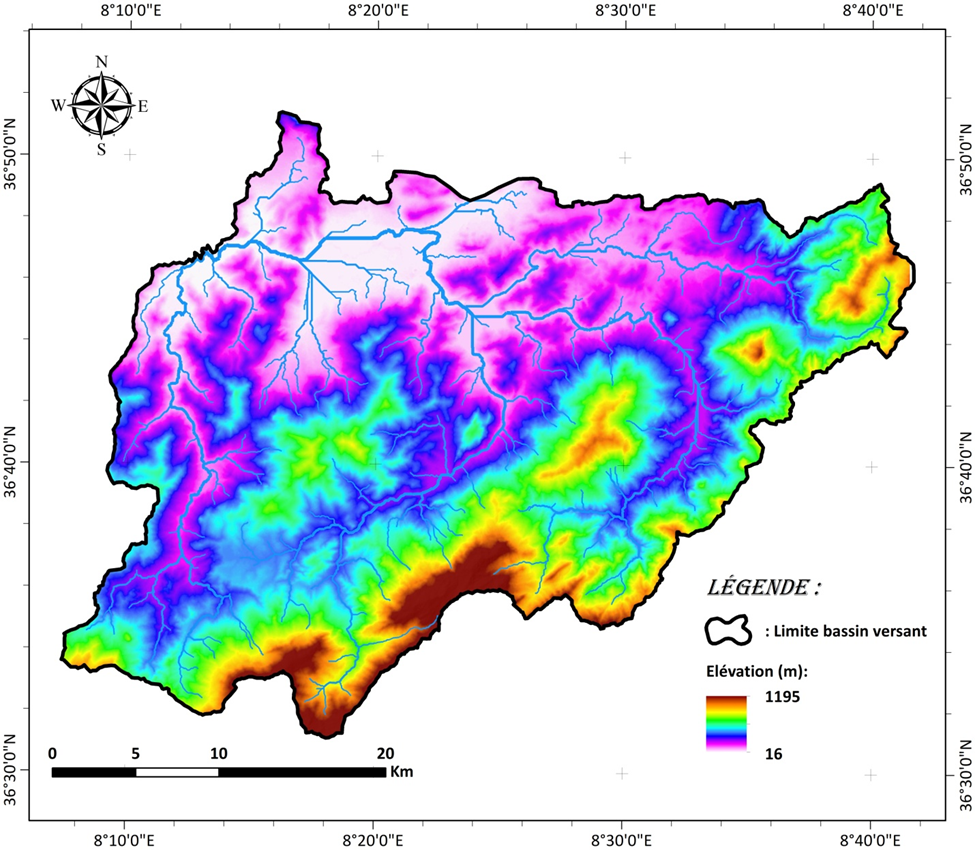 8°10'0"E 8°20'0"E 8°30'0"E 8°40'0"E
N
W E
S
36°50'0"N 36°50'0"N
36°40'0"N 36°40'0"N
LÉGENDE :
: Limite bassin versant
Elévation (m):
1195
16
0 5 10 20
Km
36°30'0"N 36°30'0"N
8°10'0"E 8°20'0"E 8°30'0"E 8°40'0"E